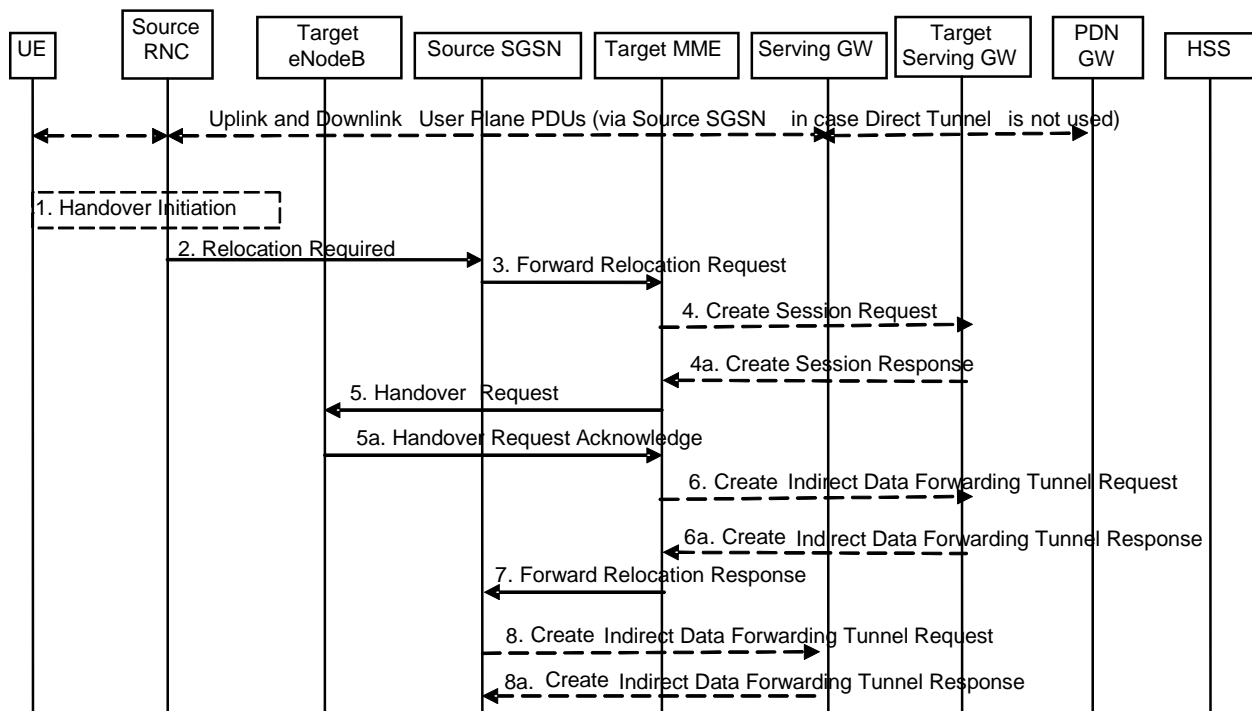 UE
Source
RNC
Target
eNodeB
Source SGSN
Target MME
Serving GW
Target
Serving GW
PDN
GW
HSS
Uplink and Downlink User Plane PDUs (via Source SGSN in case Direct Tunnel is not used)
1. Handover Initiation
2. Relocation Required
3. Forward Relocation Request
4. Create Session Request
4a. Create Session Response
5. Handover Request
5a. Handover Request Acknowledge
6. Create Indirect Data Forwarding Tunnel Request
6a. Create Indirect Data Forwarding Tunnel Response
7. Forward Relocation Response
8. Create Indirect Data Forwarding Tunnel Request
8a. Create Indirect Data Forwarding Tunnel Response